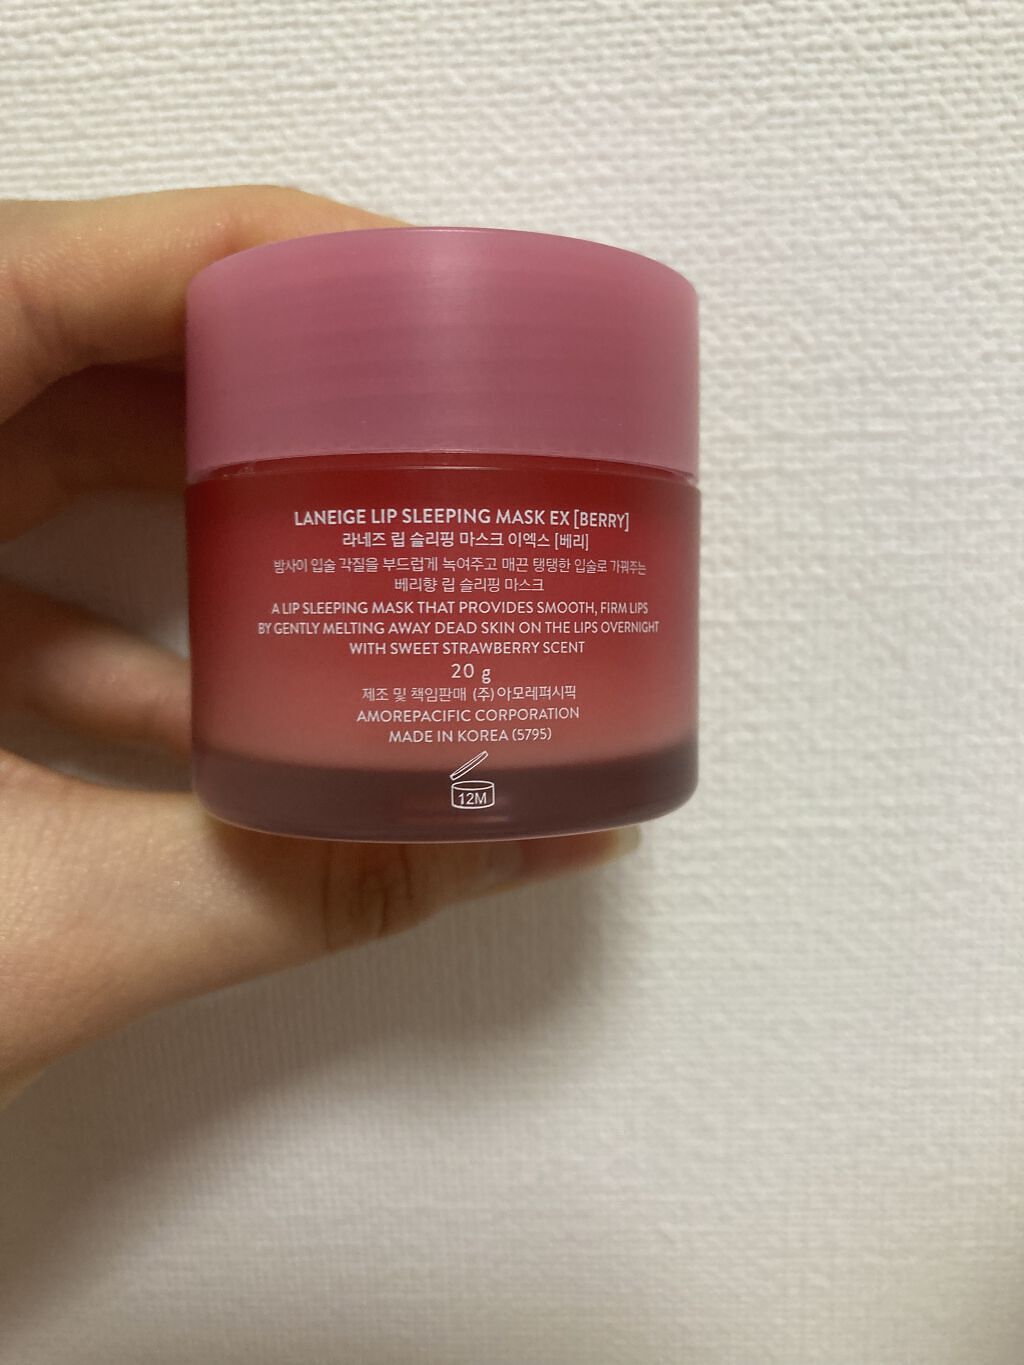 LANEIGE LIP SLEEPING MASK EX [BERRY]
라네즈 립 슬리핑 마스크 이엑스 [베리]
밤사이 입술 각질을 부드럽게 녹여주고 매끈 탱탱한 입술로 가꿔주는
베리향 립 슬리핑 마스크
A LIP SLEEPING MASK THAT PROVIDES SMOOTH, FIRM LIPS
BY GENTLY MELTING AWAY DEAD SKIN ON THE LIPS OVERNIGHT
WITH SWEET STRAWBERRY SCENT
20 g
제조 및 책임판매 (주)아모레퍼시픽
AMOREPACIFIC CORPORATION
MADE IN KOREA (5795)
12M